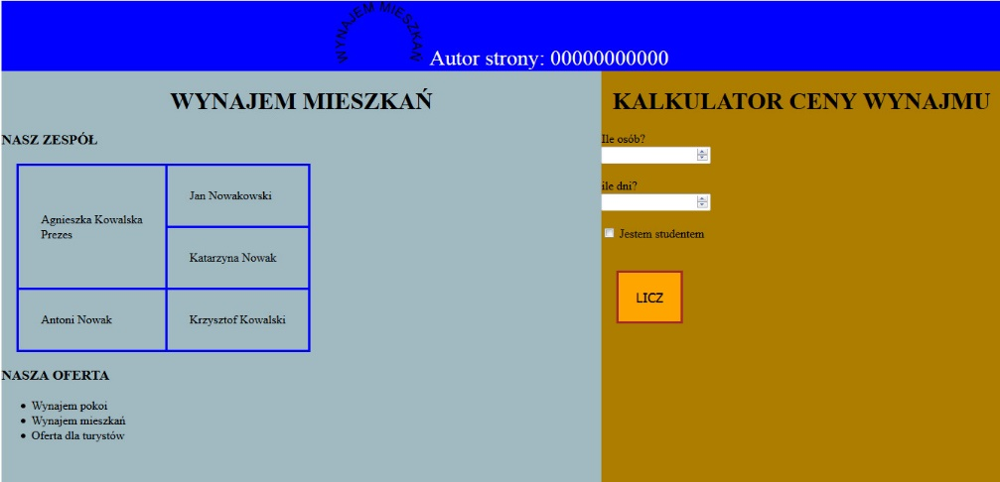 WYNAJEM MIESZKAŃ
Autor strony: 00000000000
WYNAJEM MIESZKAŃ
NASZ ZESPÓŁ
Agnieszka Kowalska
Prezes
Jan Nowakowski
Katarzyna Nowak
Antoni Nowak
Krzysztof Kowalski
NASZA OFERTA
Wynajem pokoi
Wynajem mieszkań
Oferta dla turystów
KALKULATOR CENY WYNAJMU
Ile osób?
ile dni?
Jestem studentem
LICZ